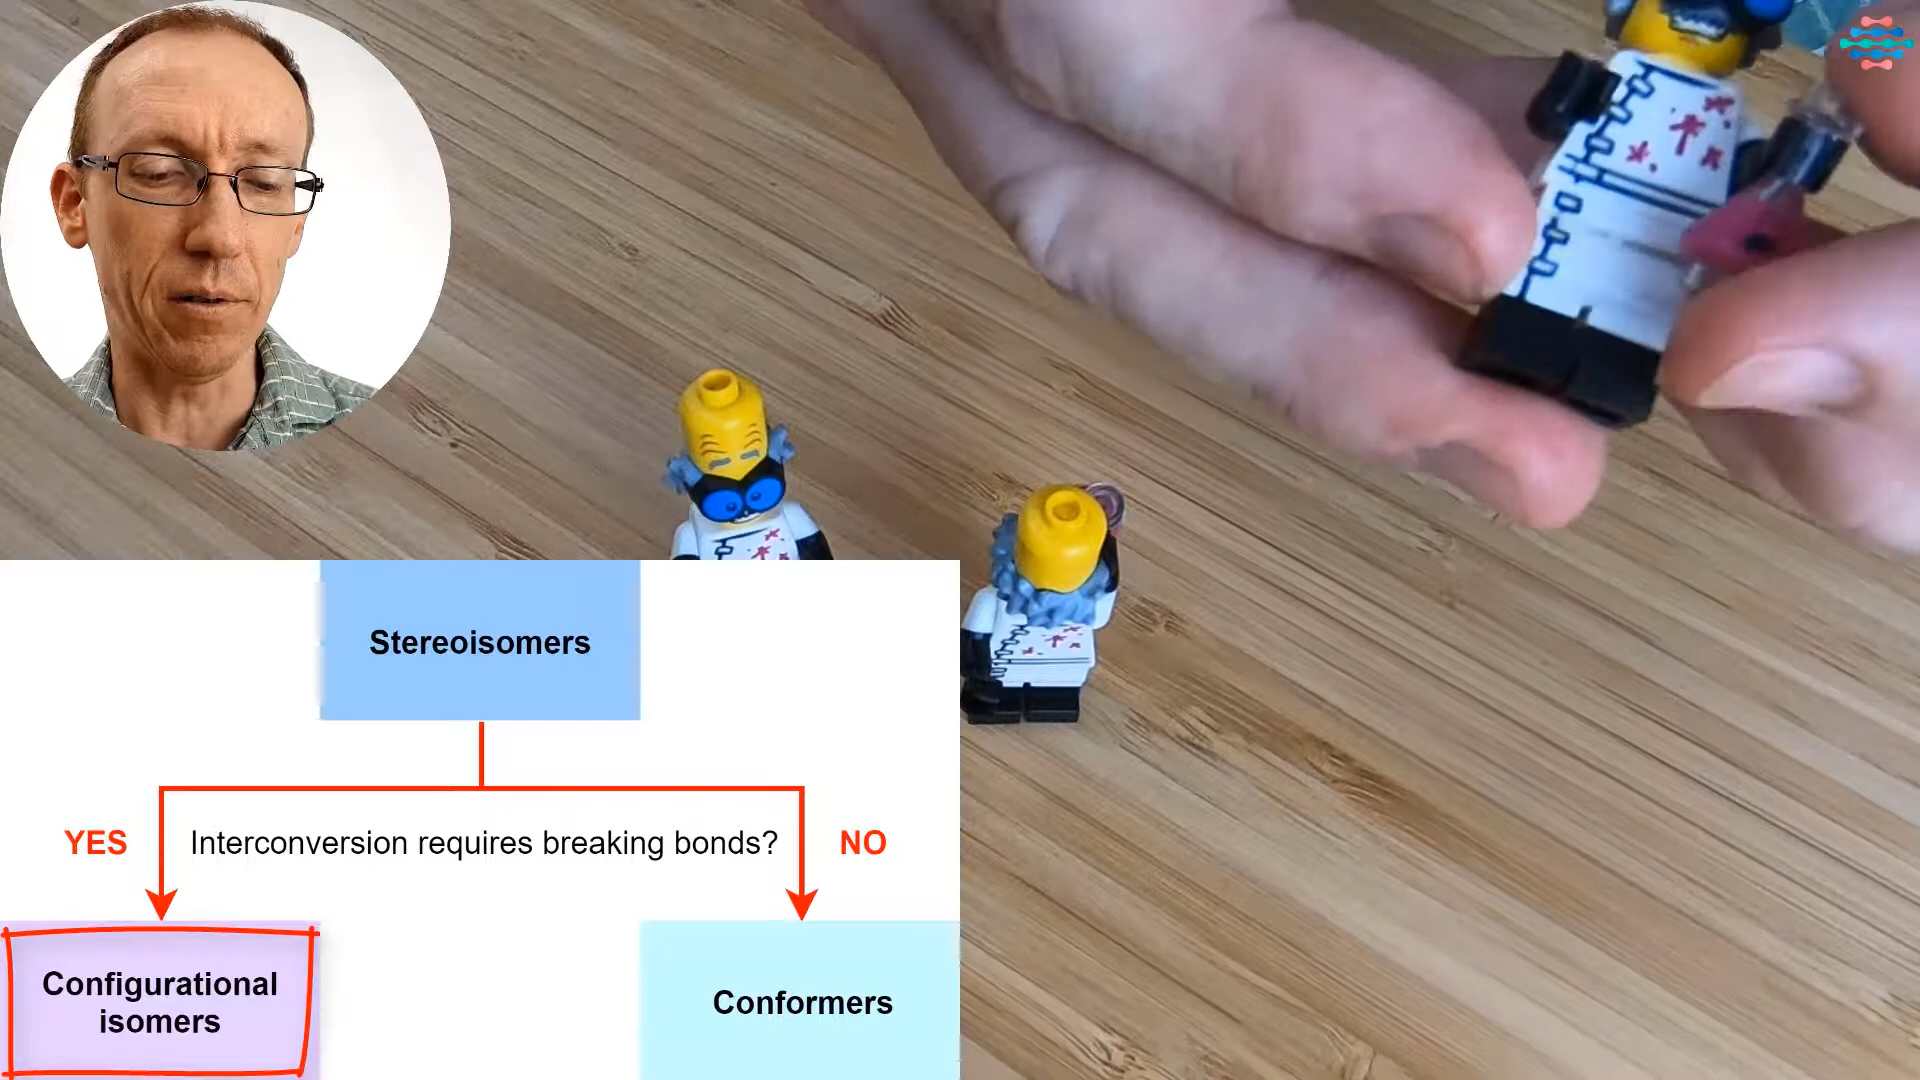 Stereoisomers
YES
Interconversion requires breaking bonds?
NO
Configurational
isomers
Conformers